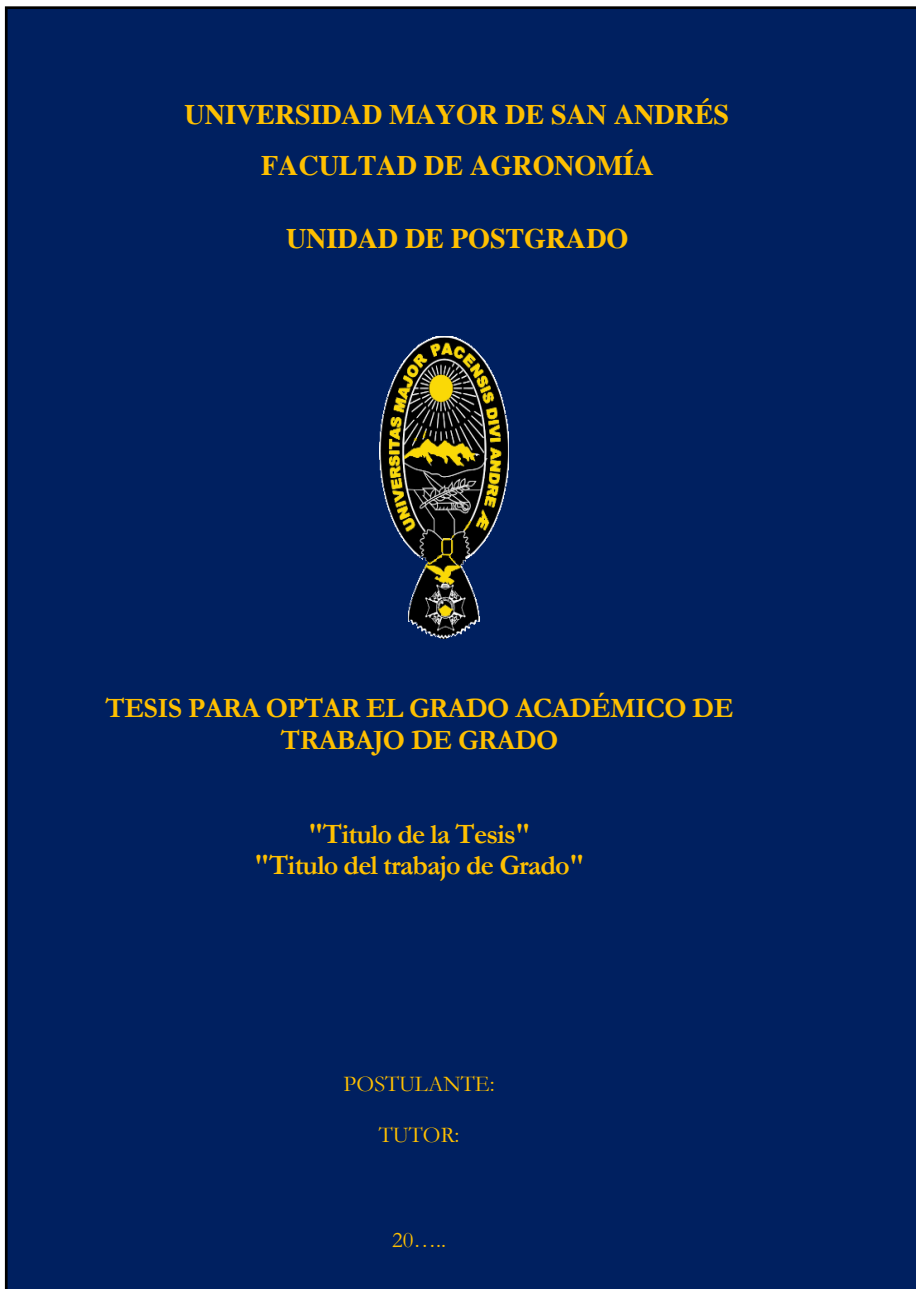 UNIVERSIDAD MAYOR DE SAN ANDRÉS
FACULTAD DE AGRONOMÍA
UNIDAD DE POSTGRADO
UNIVERSITAS MAJOR PACENSIS DIVI ANDRE Æ
TESIS PARA OPTAR EL GRADO ACADÉMICO DE
TRABAJO DE GRADO
"Titulo de la Tesis"
"Titulo del trabajo de Grado"
POSTULANTE:
TUTOR:
20…..